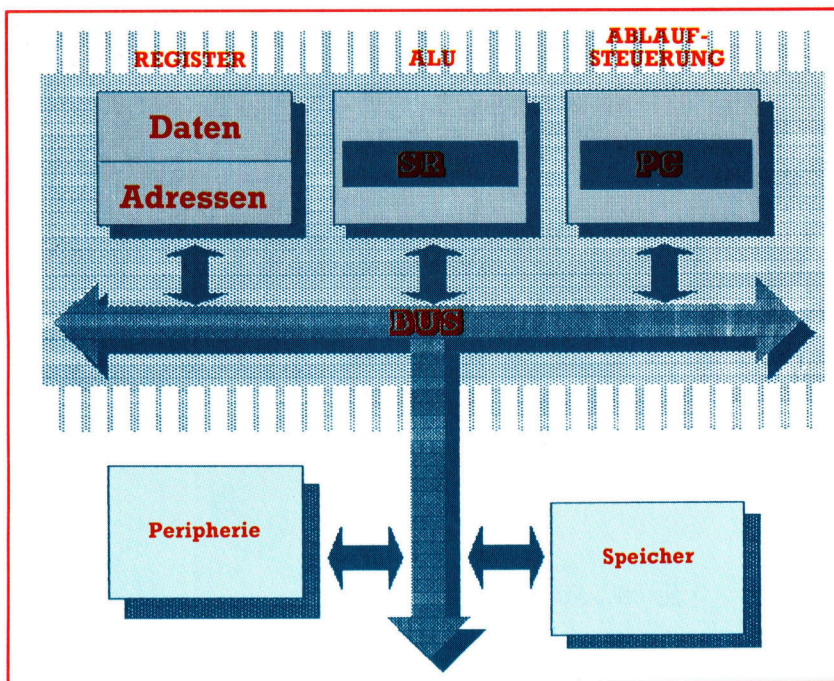 REGISTER
ALU
ABLAUF-
STEUERUNG
Daten
Adressen
SR
PC
BUS
Peripherie
Speicher